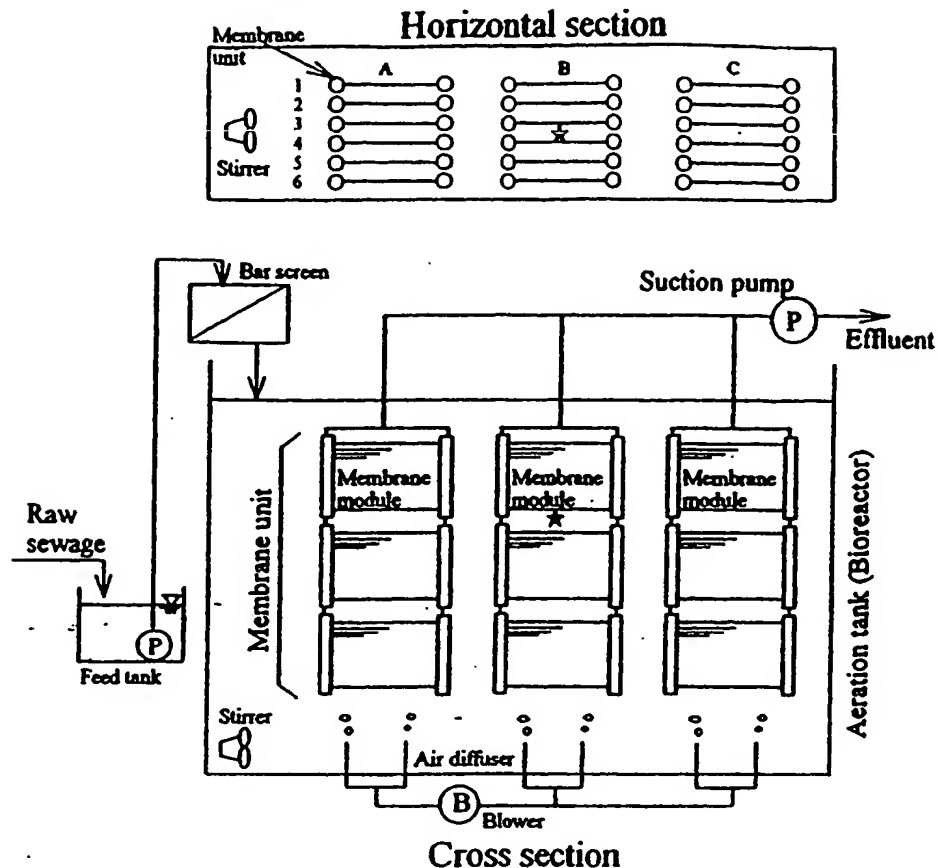 Horizontal section
Membrane
unit
A
B
C
1
2
3
4
5
6
Stirrer
Bar screen
Suction pump
P
Effluent
Membrane
module
Membrane
module
Membrane
module
Membrane unit
Aeration tank (Bioreactor)
Raw
sewage
P
Feed tank
Stirrer
Air diffuser
B
Blower
Cross section